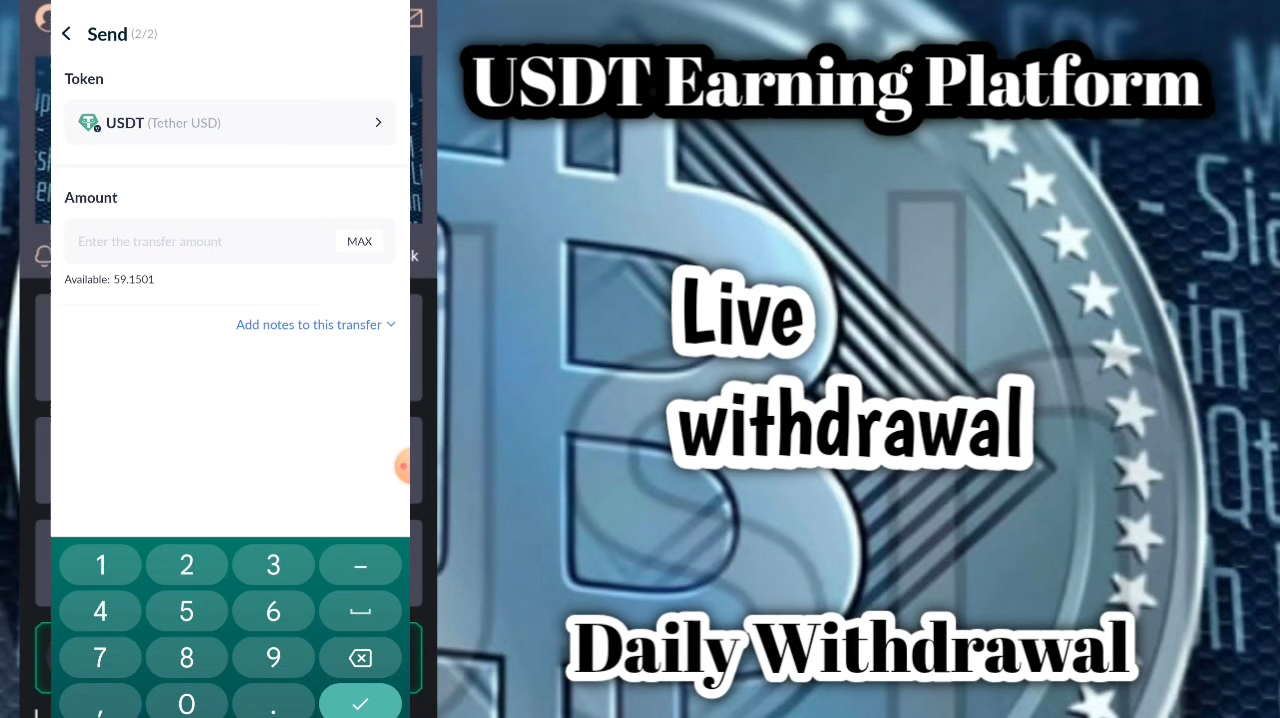 Send (2/2)
Token
USDT (Tether USD)
Amount
Enter the transfer amount
MAX
Available: 59.1501
Add notes to this transfer
1 2 3 –
4 5 6
7 8 9
, 0 .
USDT Earning Platform
Live
withdrawal
Daily Withdrawal